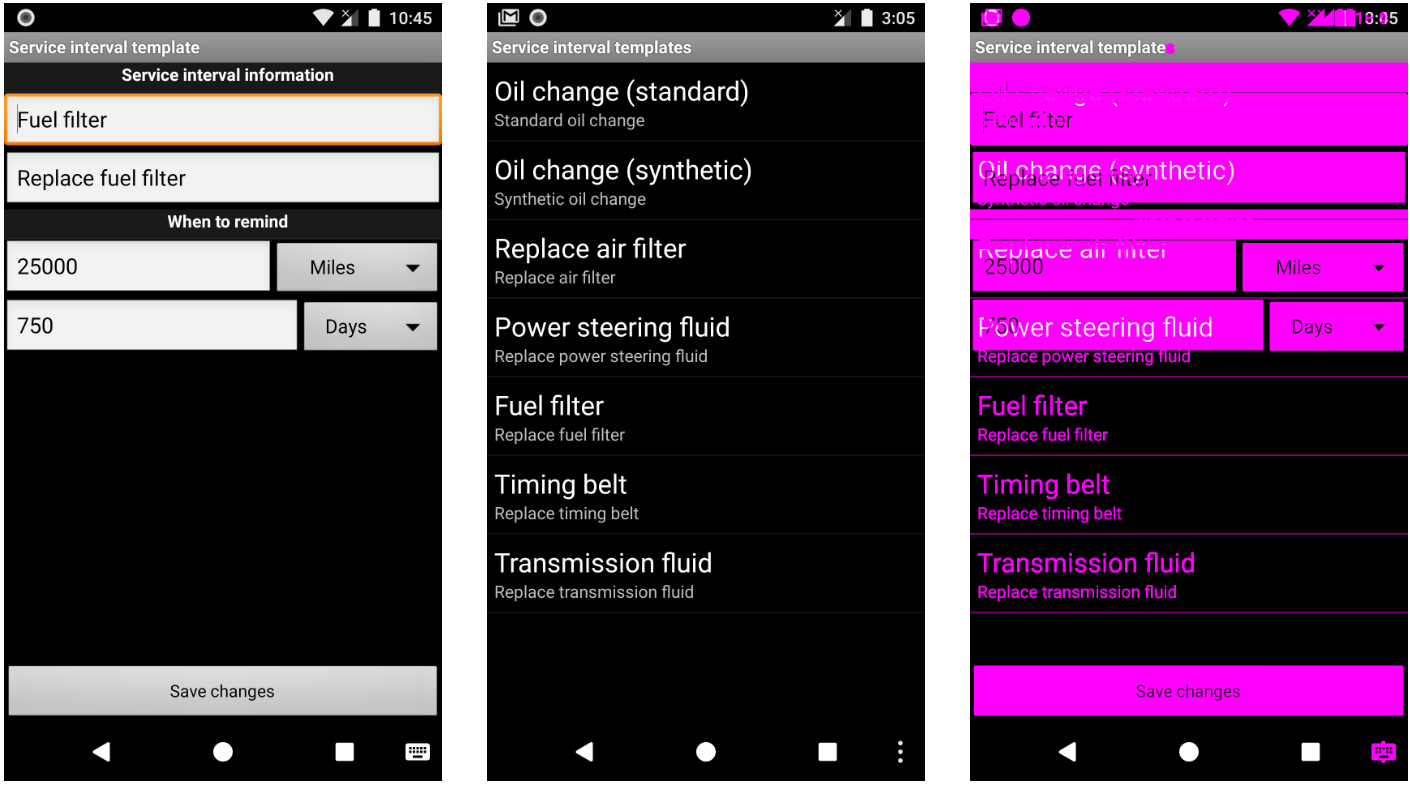 10:45
Service interval template
Service interval information
Fuel filter
Replace fuel filter
When to remind
25000
Miles
750
Days
Save changes
3:05
Service interval templates
Oil change (standard)
Standard oil change
Oil change (synthetic)
Synthetic oil change
Replace air filter
Replace air filter
Power steering fluid
Replace power steering fluid
Fuel filter
Replace fuel filter
Timing belt
Replace timing belt
Transmission fluid
Replace transmission fluid
Service interval templates
Fuel filter
Oil change (synthetic)
Replace fuel filter
Replace air filter
25000
Miles
Power steering fluid
750
Days
Replace power steering fluid
Fuel filter
Replace fuel filter
Timing belt
Replace timing belt
Transmission fluid
Replace transmission fluid
Save changes